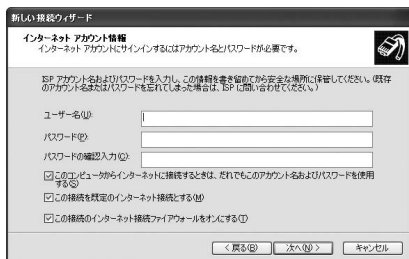 新しい接続ウィザード
インターネット アカウント情報
インターネット アカウントにサインインするにはアカウント名とパスワードが必要です。
ISP アカウント名およびパスワードを入力し、この情報を書き留めてから安全な場所に保管してください。(既存
のアカウント名またはパスワードを忘れてしまった場合は、ISP に問い合わせてください。)
ユーザー名(U):
パスワード(P):
パスワードの確認入力(C):
このコンピュータからインターネットに接続するときは、だれでもこのアカウント名およびパスワードを使用
する(S)
この接続を既定のインターネット接続とする(M)
この接続のインターネット接続ファイアウォールをオンにする(T)
< 戻る(B)
次へ(N) >
キャンセル